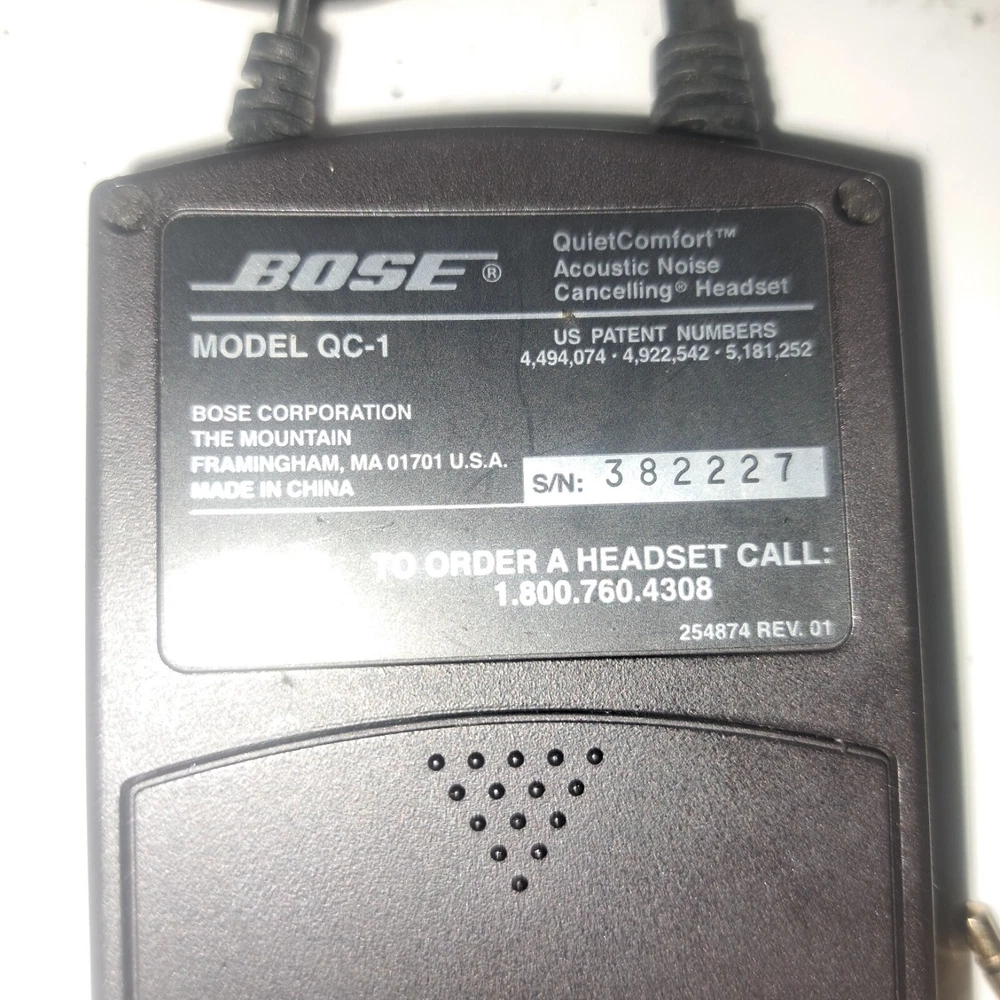 BOSE®
QuietComfort™
Acoustic Noise
Cancelling® Headset
MODEL QC-1
US PATENT NUMBERS
4,494,074 · 4,922,542 · 5,181,252
BOSE CORPORATION
THE MOUNTAIN
FRAMINGHAM, MA 01701 U.S.A.
MADE IN CHINA
S/N: 382227
TO ORDER A HEADSET CALL:
1.800.760.4308
254874 REV. 01